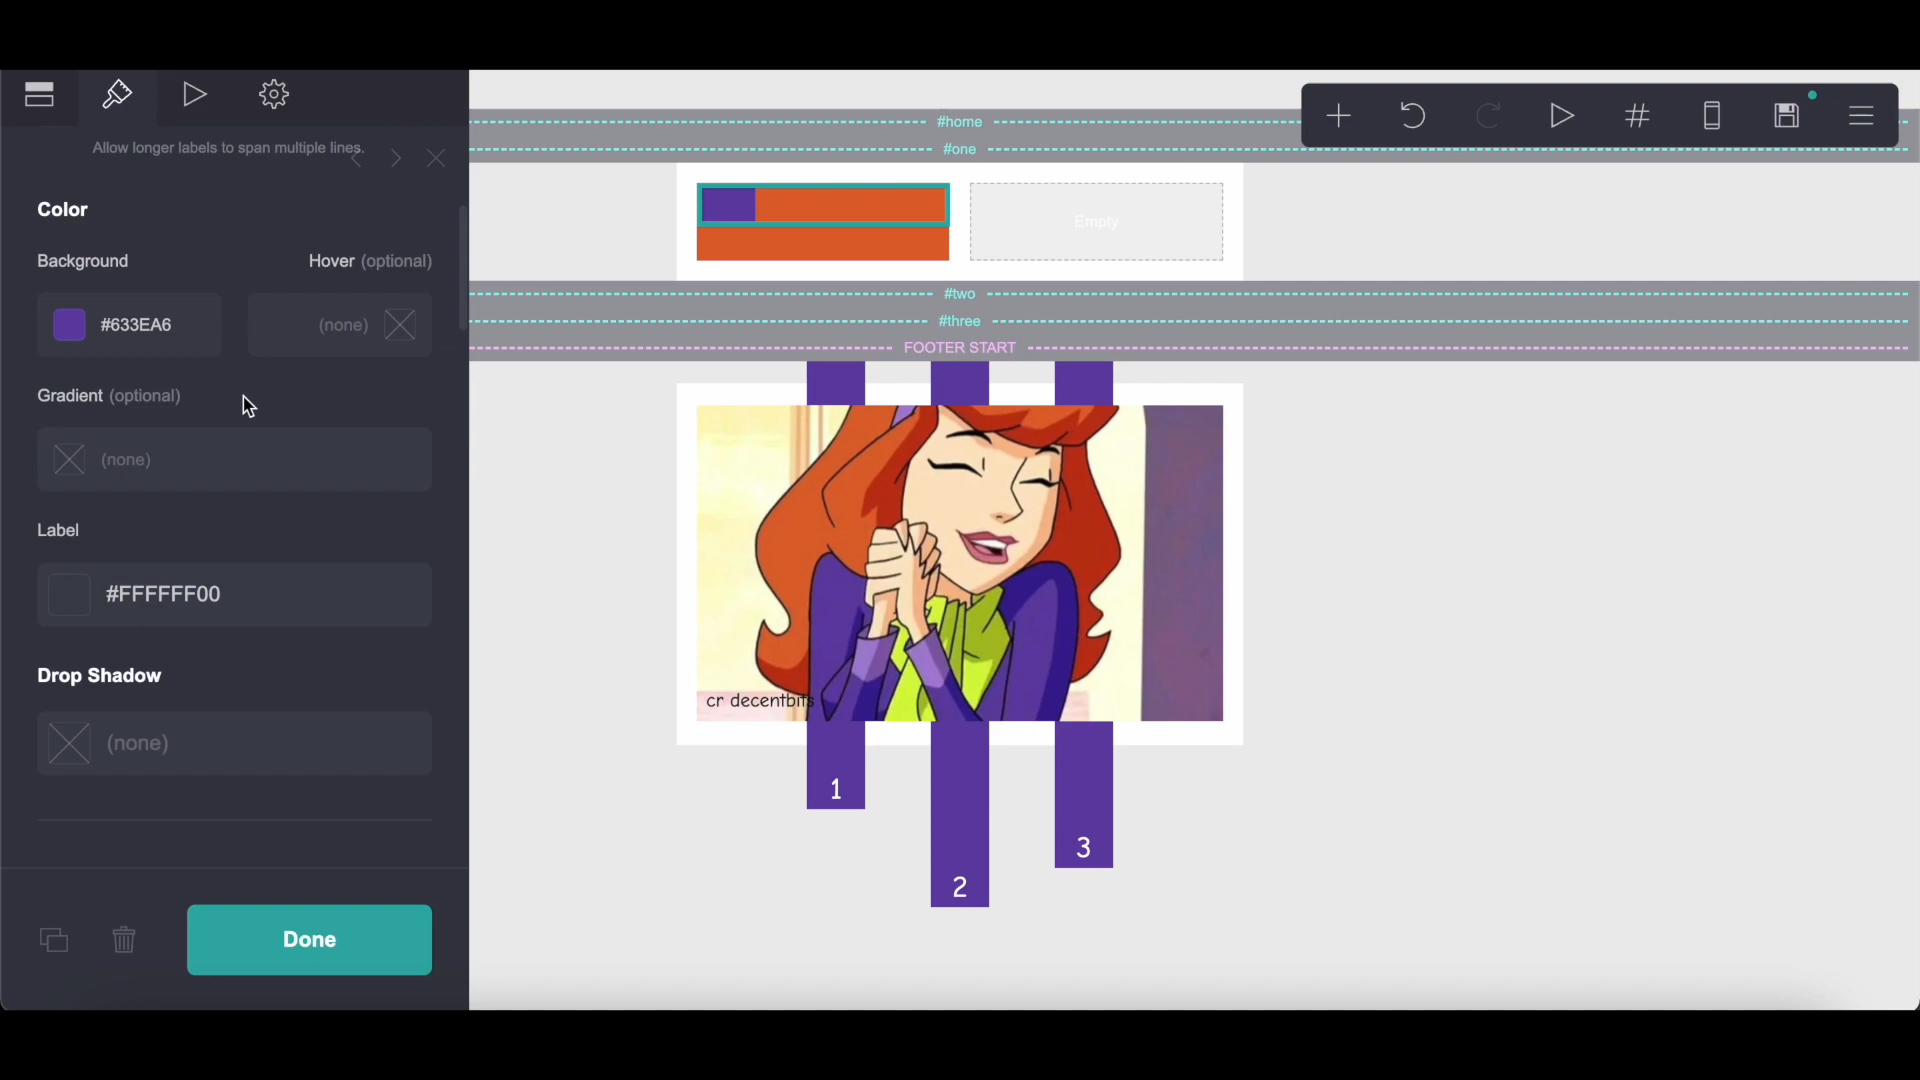 #home
#one
Allow longer labels to span multiple lines.
Color
Background Hover (optional)
#633EA6 (none)
Gradient (optional)
(none)
Label
#FFFFFF00
Drop Shadow
(none)
Done
Empty
#two
#three
FOOTER START
cr decentbits
1
2
3